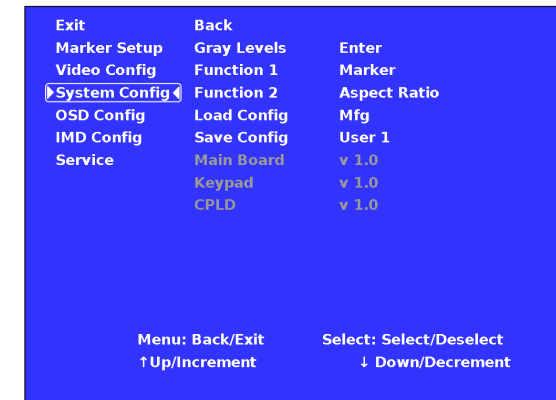 Exit Back
Marker Setup Gray Levels Enter
Video Config Function 1 Marker
System Config Function 2 Aspect Ratio
OSD Config Load Config Mfg
IMD Config Save Config User 1
Service Main Board v 1.0
Keypad v 1.0
CPLD v 1.0
Menu: Back/Exit Select: Select/Deselect
↑Up/Increment ↓ Down/Decrement